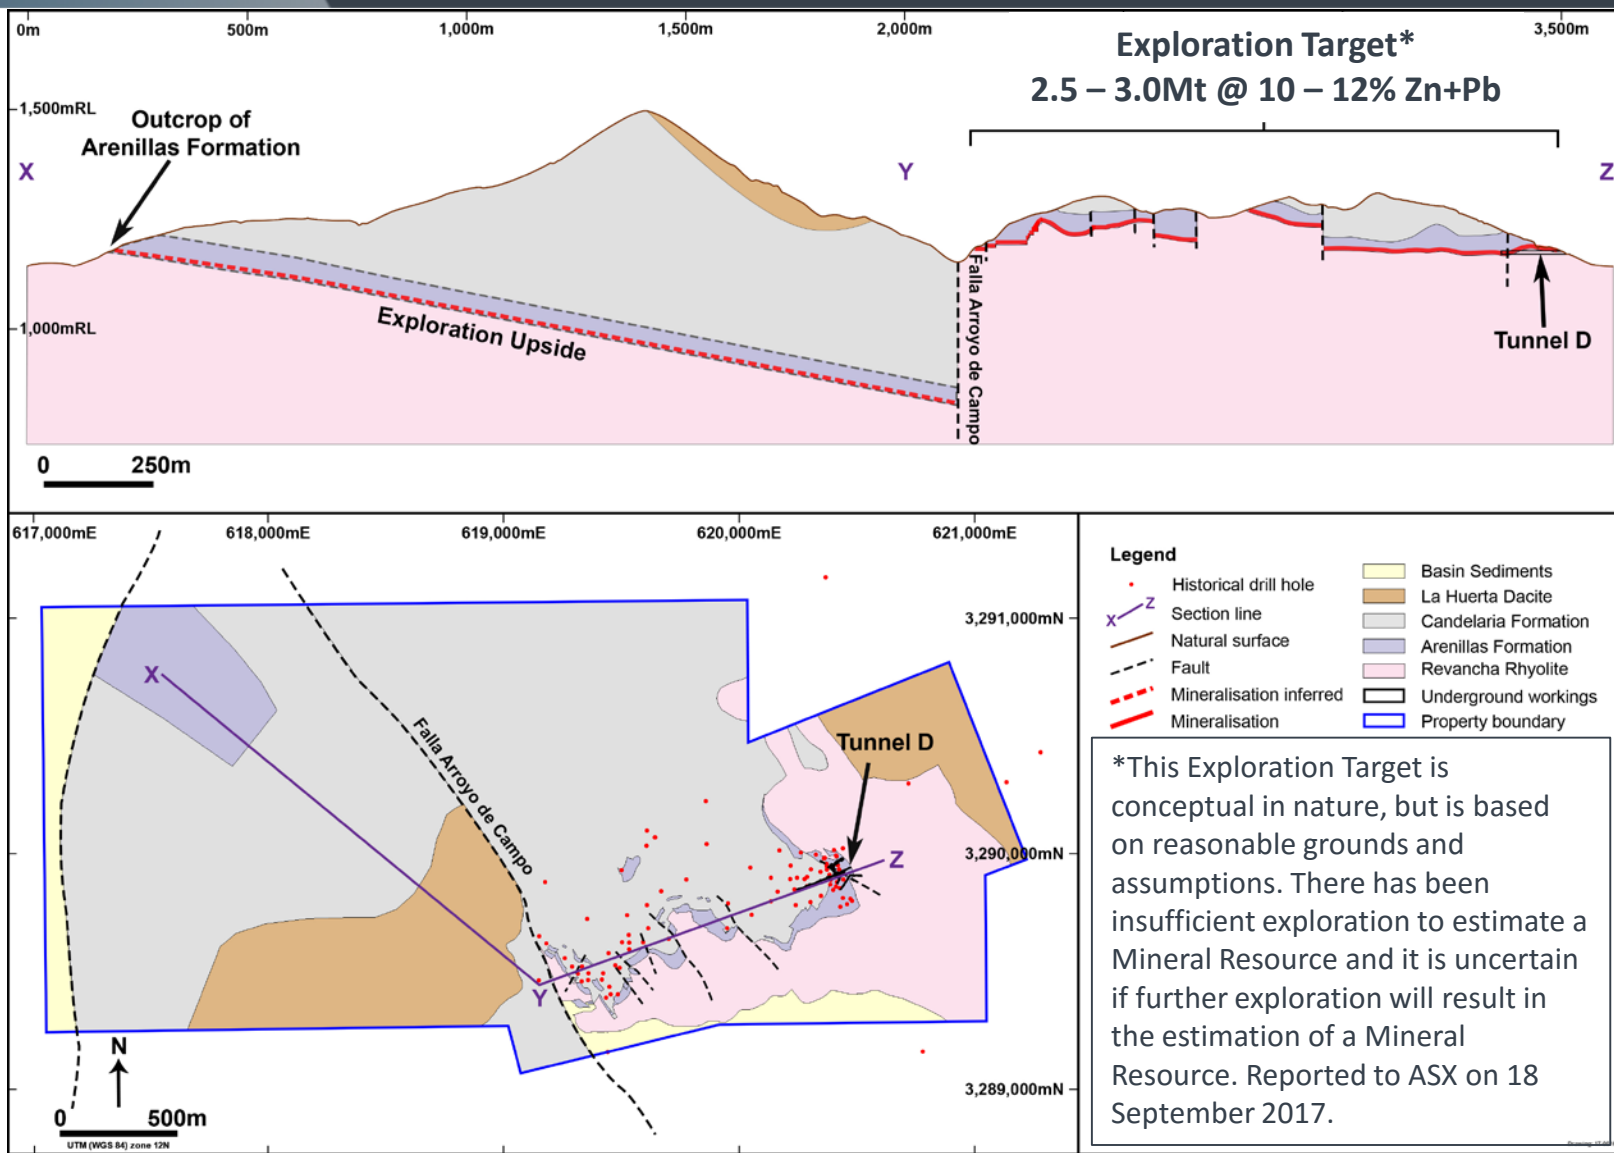 0m 500m 1,000m 1,500m 2,000m 3,500m
Exploration Target*
2.5 – 3.0Mt @ 10 – 12% Zn+Pb
1,500mRL
Outcrop of
Arenillas Formation
X Y Z
1,000mRL
Exploration Upside
Falla Arroyo de Campo
Tunnel D
0 250m
617,000mE 618,000mE 619,000mE 620,000mE 621,000mE
3,291,000mN
3,290,000mN
3,289,000mN
X
Falla Arroyo de Campo
Tunnel D
Z
Y
N
0 500m
UTM (WGS 84) zone 12N
Legend
Historical drill hole
X Z Section line
Natural surface
Fault
Mineralisation inferred
Mineralisation
Basin Sediments
La Huerta Dacite
Candelaria Formation
Arenillas Formation
Revancha Rhyolite
Underground workings
Property boundary
*This Exploration Target is
conceptual in nature, but is based
on reasonable grounds and
assumptions. There has been
insufficient exploration to estimate a
Mineral Resource and it is uncertain
if further exploration will result in
the estimation of a Mineral
Resource. Reported to ASX on 18
September 2017.